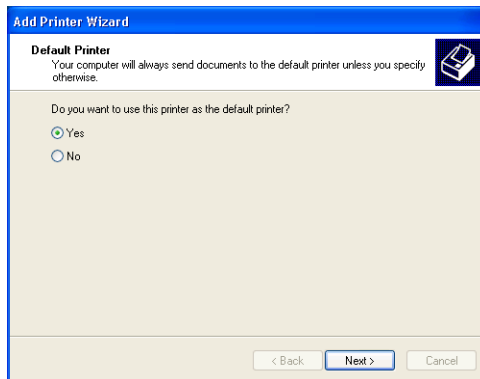 Add Printer Wizard
Default Printer
Your computer will always send documents to the default printer unless you specify
otherwise.
Do you want to use this printer as the default printer?
Yes
No
< Back
Next >
Cancel